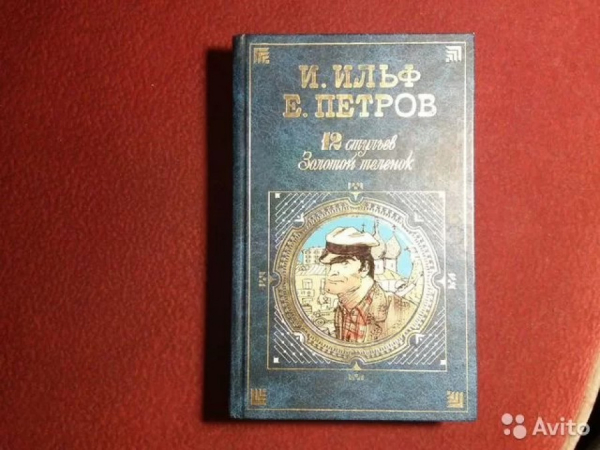 И. ИЛЬФ
Е. ПЕТРОВ
12 стульев
Золотой теленок
Avito